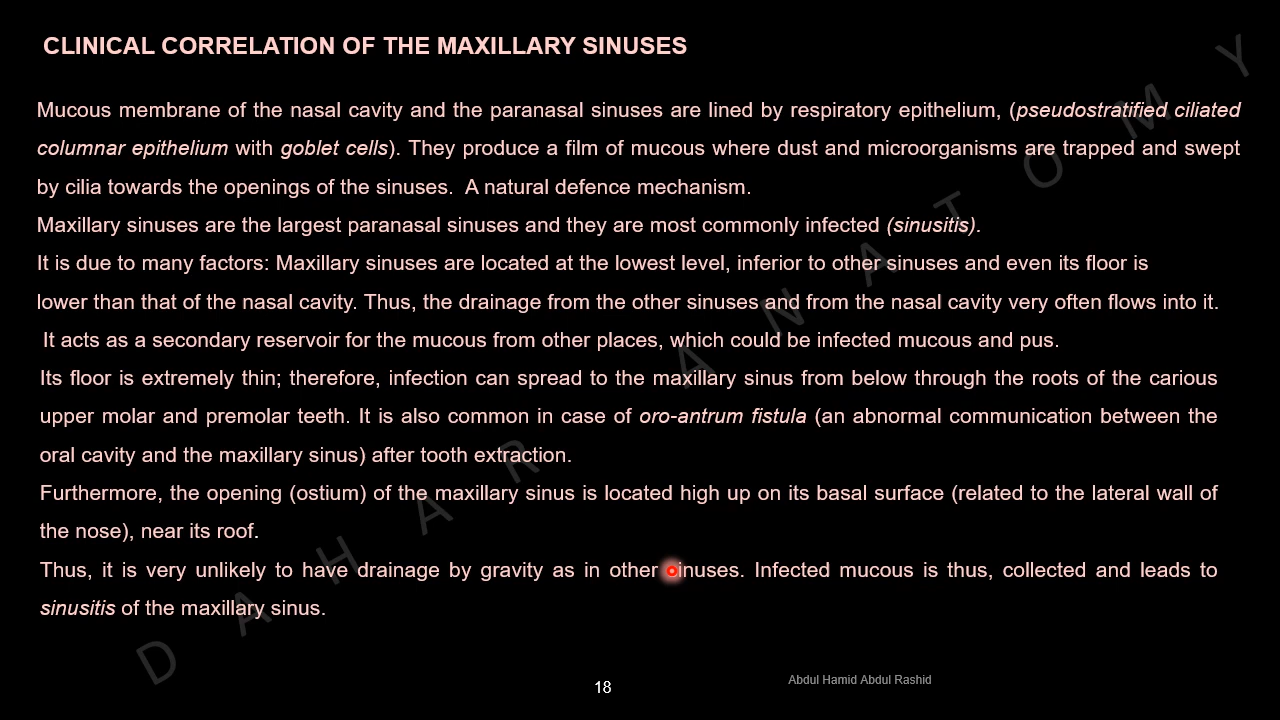 CLINICAL CORRELATION OF THE MAXILLARY SINUSES
Mucous membrane of the nasal cavity and the paranasal sinuses are lined by respiratory epithelium, (pseudostratified ciliated
columnar epithelium with goblet cells). They produce a film of mucous where dust and microorganisms are trapped and swept
by cilia towards the openings of the sinuses. A natural defence mechanism.
Maxillary sinuses are the largest paranasal sinuses and they are most commonly infected (sinusitis).
It is due to many factors: Maxillary sinuses are located at the lowest level, inferior to other sinuses and even its floor is
lower than that of the nasal cavity. Thus, the drainage from the other sinuses and from the nasal cavity very often flows into it.
It acts as a secondary reservoir for the mucous from other places, which could be infected mucous and pus.
Its floor is extremely thin; therefore, infection can spread to the maxillary sinus from below through the roots of the carious
upper molar and premolar teeth. It is also common in case of oro-antrum fistula (an abnormal communication between the
oral cavity and the maxillary sinus) after tooth extraction.
Furthermore, the opening (ostium) of the maxillary sinus is located high up on its basal surface (related to the lateral wall of
the nose), near its roof.
Thus, it is very unlikely to have drainage by gravity as in other sinuses. Infected mucous is thus, collected and leads to
sinusitis of the maxillary sinus.
DAHAR ANATOMY
18
Abdul Hamid Abdul Rashid